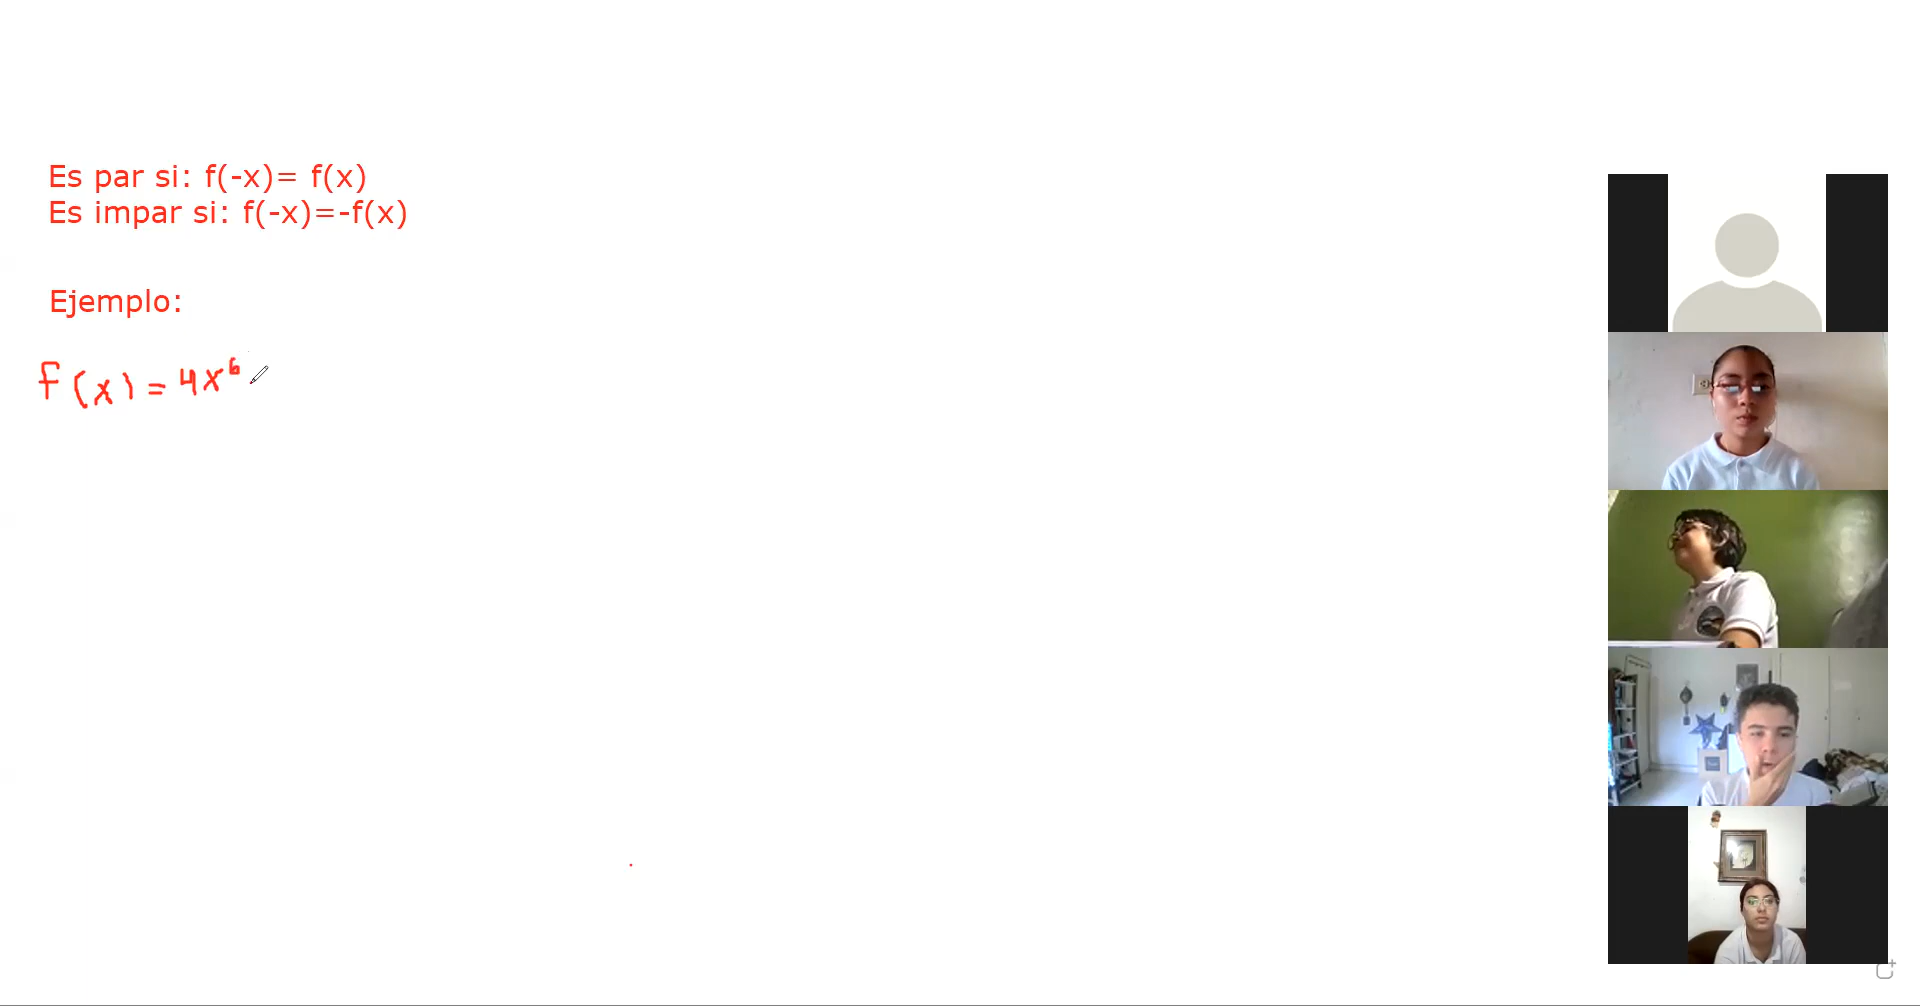 Es par si: f(-x)= f(x)
Es impar si: f(-x)=-f(x)
Ejemplo:
f(x)=4x⁶